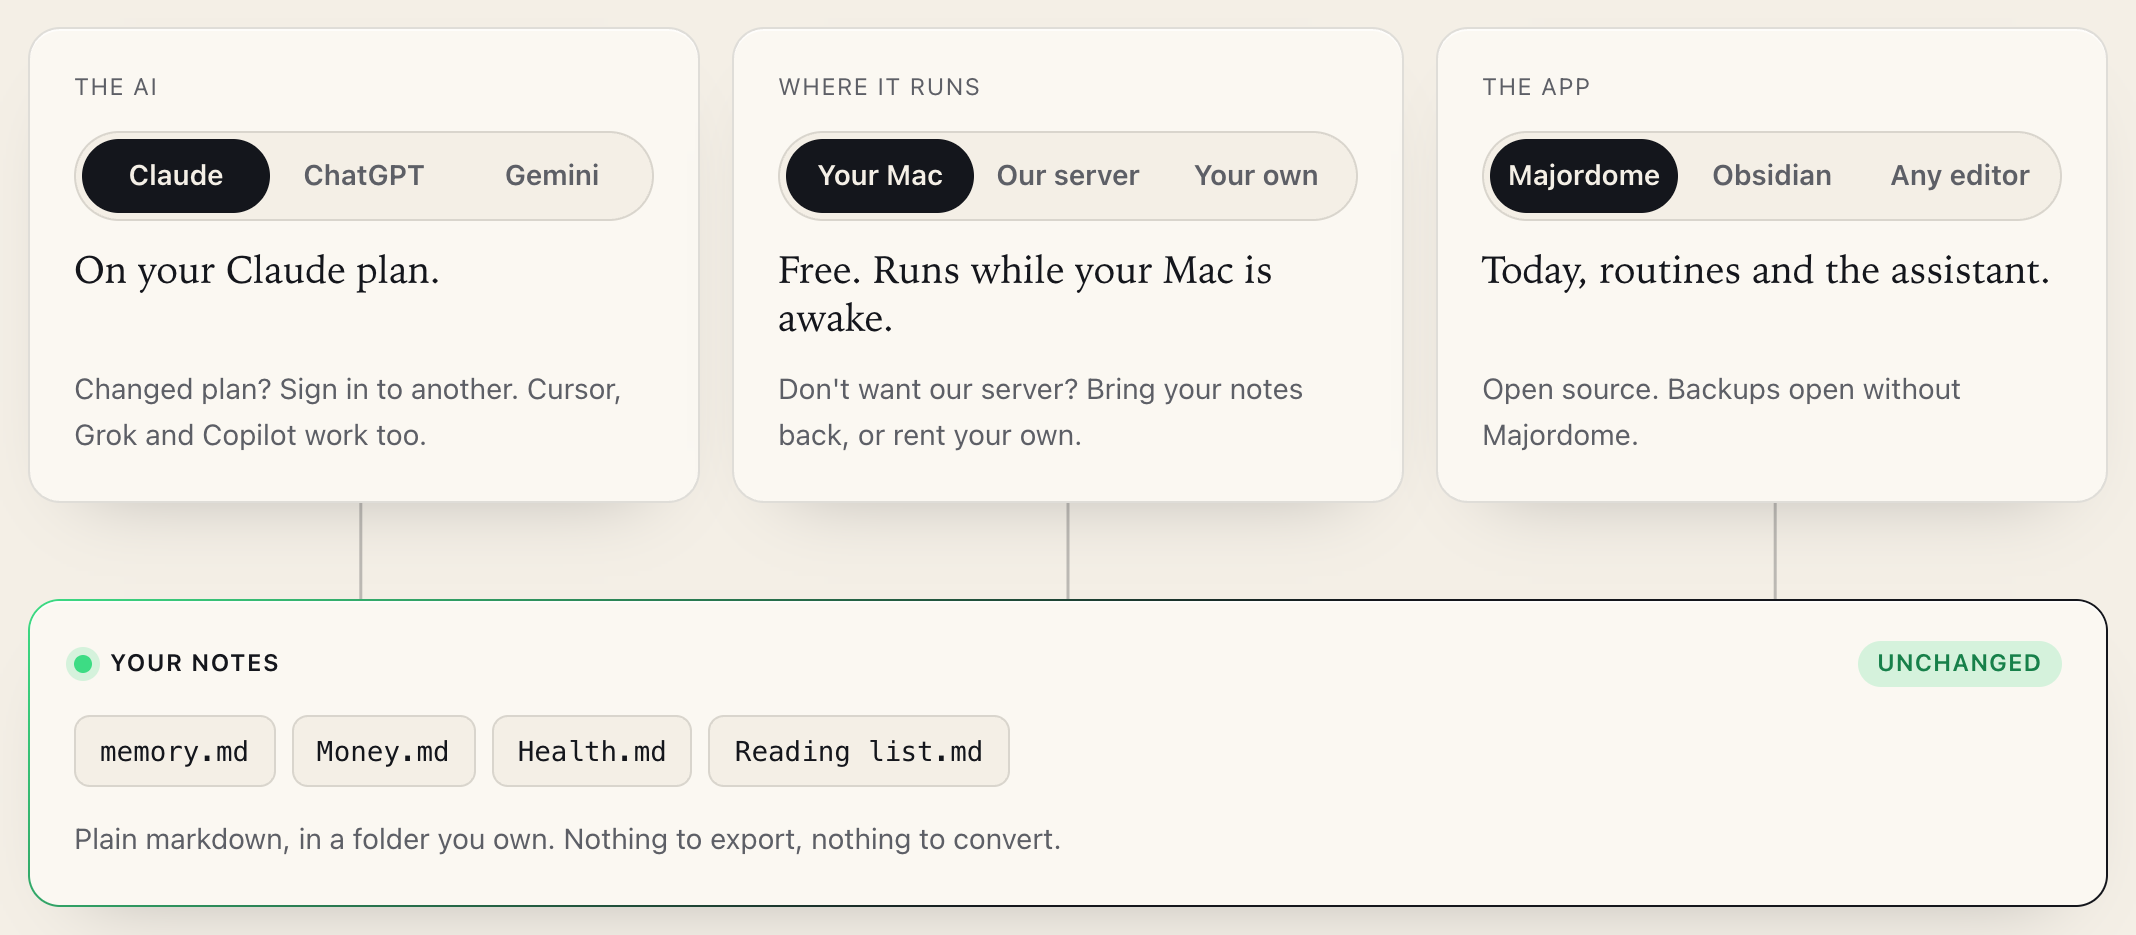 THE AI
Claude ChatGPT Gemini
On your Claude plan.
Changed plan? Sign in to another. Cursor,
Grok and Copilot work too.
WHERE IT RUNS
Your Mac Our server Your own
Free. Runs while your Mac is
awake.
Don't want our server? Bring your notes
back, or rent your own.
THE APP
Majordome Obsidian Any editor
Today, routines and the assistant.
Open source. Backups open without
Majordome.
YOUR NOTES
UNCHANGED
memory.md Money.md Health.md Reading list.md
Plain markdown, in a folder you own. Nothing to export, nothing to convert.